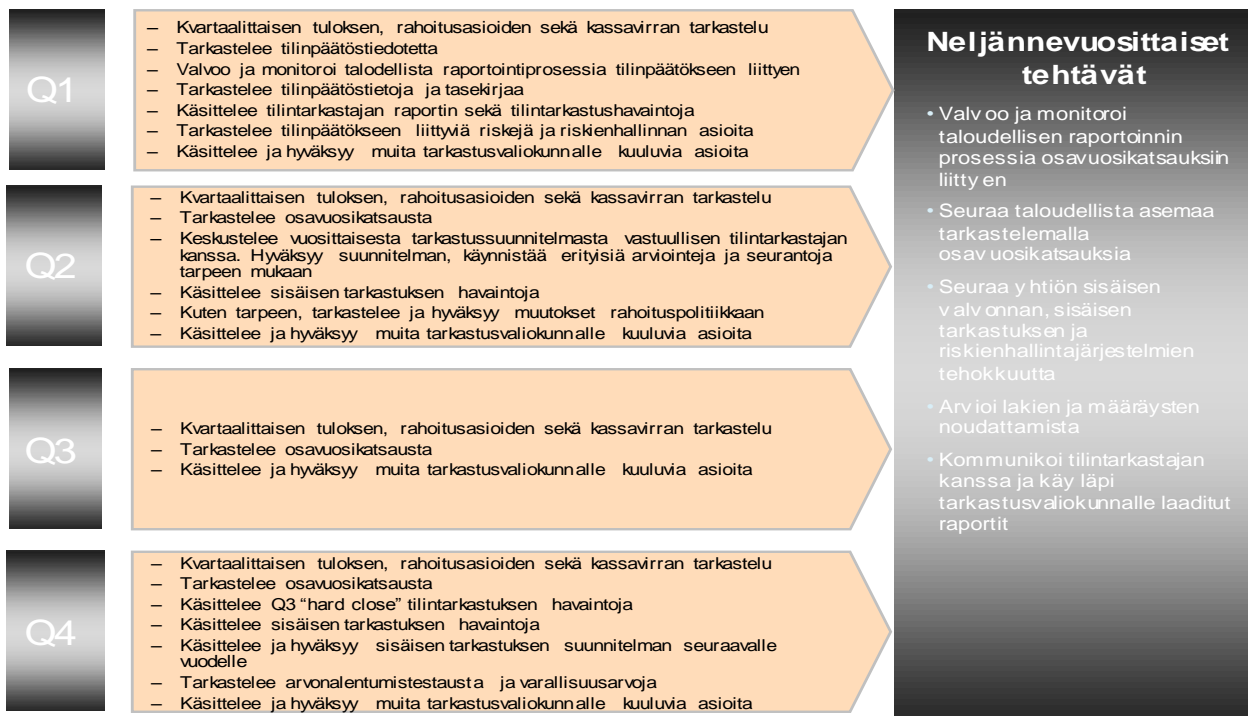 Q1
– Kvartaalittaisen tuloksen, rahoitusasioiden sekä kassavirran tarkastelu
– Tarkastelee tilinpäätöstiedotetta
– Valvoo ja monitoroi talodellista raportointiprosessia tilinpäätökseen liittyen
– Tarkastelee tilinpäätöstietoja ja tasekirjaa
– Käsittelee tilintarkastajan raportin sekä tilintarkastushavaintoja
– Tarkastelee tilinpäätökseen liittyviä riskejä ja riskienhallinnan asioita
– Käsittelee ja hyväksyy muita tarkastusvaliokunnalle kuuluvia asioita
Q2
– Kvartaalittaisen tuloksen, rahoitusasioiden sekä kassavirran tarkastelu
– Tarkastelee osavuosikatsausta
– Keskustelee vuosittaisesta tarkastussuunnitelmasta vastuullisen tilintarkastajan
kanssa. Hyväksyy suunnitelman, käynnistää erityisiä arviointeja ja seurantoja
tarpeen mukaan
– Käsittelee sisäisen tarkastuksen havaintoja
– Kuten tarpeen, tarkastelee ja hyväksyy muutokset rahoituspolitiikkaan
– Käsittelee ja hyväksyy muita tarkastusvaliokunnalle kuuluvia asioita
Q3
– Kvartaalittaisen tuloksen, rahoitusasioiden sekä kassavirran tarkastelu
– Tarkastelee osavuosikatsausta
– Käsittelee ja hyväksyy muita tarkastusvaliokunnalle kuuluvia asioita
Q4
– Kvartaalittaisen tuloksen, rahoitusasioiden sekä kassavirran tarkastelu
– Tarkastelee osavuosikatsausta
– Käsittelee Q3 “hard close” tilintarkastuksen havaintoja
– Käsittelee sisäisen tarkastuksen havaintoja
– Käsittelee ja hyväksyy sisäisen tarkastuksen suunnitelman seuraavalle
vuodelle
– Tarkastelee arvonalentumistestausta ja varallisuusarvoja
– Käsittelee ja hyväksyy muita tarkastusvaliokunnalle kuuluvia asioita
Neljännevuosittaiset
tehtävät
• Valvoo ja monitoroi
taloudellisen raportoinnin
prosessia osavuosikatsauksiin
liittyen
• Seuraa taloudellista asemaa
tarkastelemalla
osavuosikatsauksia
• Seuraa yhtiön sisäisen
valvonnan, sisäisen
tarkastuksen ja
riskienhallintajärjestelmien
tehokkuutta
• Arvioi lakien ja määräysten
noudattamista
• Kommunikoi tilintarkastajan
kanssa ja käy läpi
tarkastusvaliokunnalle laaditut
raportit